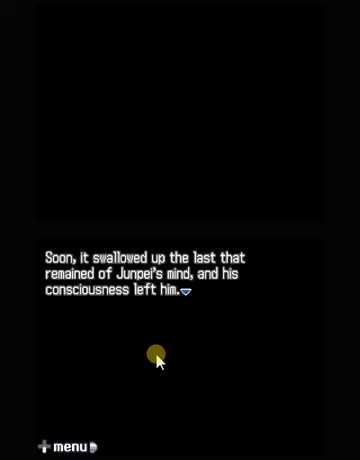 Soon, it swallowed up the last that
remained of Junpei's mind, and his
consciousness left him.
menu